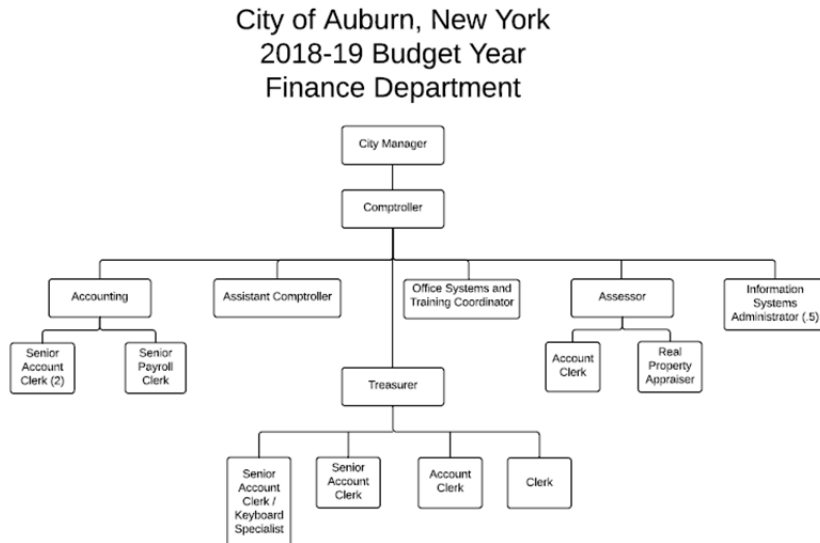 City of Auburn, New York
2018-19 Budget Year
Finance Department
City Manager
Comptroller
Accounting
Assistant Comptroller
Office Systems and
Training Coordinator
Assessor
Information
Systems
Administrator (.5)
Senior
Account
Clerk (2)
Senior
Payroll
Clerk
Account
Clerk
Real
Property
Appraiser
Treasurer
Senior
Account
Clerk /
Keyboard
Specialist
Senior
Account
Clerk
Account
Clerk
Clerk